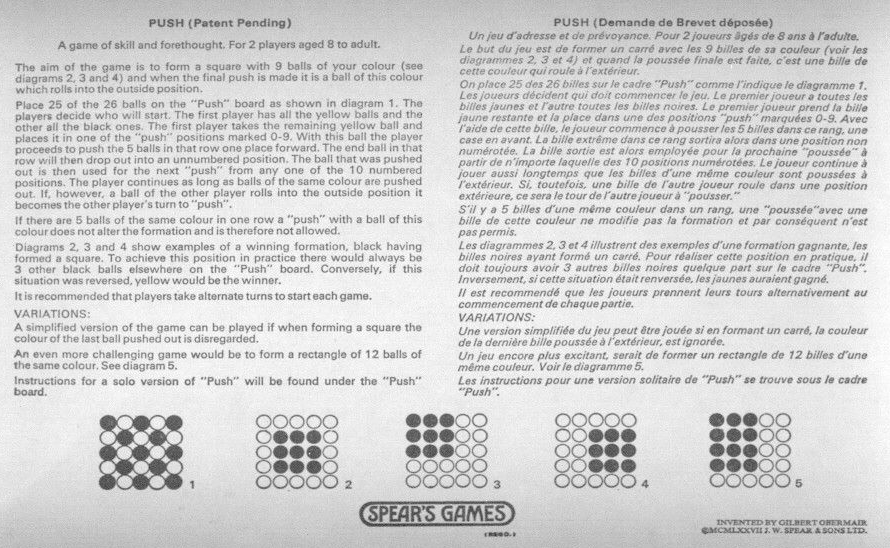 PUSH (Patent Pending)
A game of skill and forethought. For 2 players aged 8 to adult.
The aim of the game is to form a square with 9 balls of your colour (see
diagrams 2, 3 and 4) and when the final push is made it is a ball of this colour
which rolls into the outside position.
Place 25 of the 26 balls on the "Push" board as shown in diagram 1. The
players decide who will start. The first player has all the yellow balls and the
other all the black ones. The first player takes the remaining yellow ball and
places it in one of the "push" positions marked 0-9. With this ball the player
proceeds to push the 5 balls in that row one place forward. The end ball in that
row will then drop out into an unnumbered position. The ball that was pushed
out is then used for the next "push" from any one of the 10 numbered
positions. The player continues as long as balls of the same colour are pushed
out. If, however, a ball of the other player rolls into the outside position it
becomes the other player's turn to "push".
If there are 5 balls of the same colour in one row a "push" with a ball of this
colour does not alter the formation and is therefore not allowed.
Diagrams 2, 3 and 4 show examples of a winning formation, black having
formed a square. To achieve this position in practice there would always be
3 other black balls elsewhere on the "Push" board. Conversely, if this
situation was reversed, yellow would be the winner.
It is recommended that players take alternate turns to start each game.
VARIATIONS:
A simplified version of the game can be played if when forming a square the
colour of the last ball pushed out is disregarded.
An even more challenging game would be to form a rectangle of 12 balls of
the same colour. See diagram 5.
Instructions for a solo version of "Push" will be found under the "Push"
board.
PUSH (Demande de Brevet déposée)
Un jeu d'adresse et de prévoyance. Pour 2 joueurs âgés de 8 ans à l'adulte.
Le but du jeu est de former un carré avec les 9 billes de sa couleur (voir les
diagrammes 2, 3 et 4) et quand la poussée finale est faite, c'est une bille de
cette couleur qui roule à l'extérieur.
On place 25 des 26 billes sur le cadre "Push" comme l'indique le diagramme 1.
Les joueurs décident qui doit commencer le jeu. Le premier joueur a toutes les
billes jaunes et l'autre toutes les billes noires. Le premier joueur prend la bille
jaune restante et la place dans une des positions "push" marquées 0-9. Avec
l'aide de cette bille, le joueur commence à pousser les 5 billes dans ce rang, une
case en avant. La bille extrême dans ce rang sortira alors dans une position non
numérotée. La bille sortie est alors employée pour la prochaine "poussée" à
partir de n'importe laquelle des 10 positions numérotées. Le joueur continue à
jouer aussi longtemps que les billes d'une même couleur sont poussées à
l'extérieur. Si, toutefois, une bille de l'autre joueur roule dans une position
extérieure, ce sera le tour de l'autre joueur à "pousser."
S'il y a 5 billes d'une même couleur dans un rang, une "poussée"avec une
bille de cette couleur ne modifie pas la formation et par conséquent n'est
pas permis.
Les diagrammes 2, 3 et 4 illustrent des exemples d'une formation gagnante, les
billes noires ayant formé un carré. Pour réaliser cette position en pratique, il
doit toujours avoir 3 autres billes noires quelque part sur le cadre "Push".
Inversement, si cette situation était renversée, les jaunes auraient gagné.
Il est recommendé que les joueurs prennent leurs tours alternativement au
commencement de chaque partie.
VARIATIONS:
Une version simplifiée du jeu peut être jouée si en formant un carré, la couleur
de la dernière bille poussée à l'extérieur, est ignorée.
Un jeu encore plus excitant, serait de former un rectangle de 12 billes d'une
même couleur. Voir le diagramme 5.
Les instructions pour une version solitaire de "Push" se trouve sous le cadre
"Push".
1 2 3 4 5
SPEAR'S GAMES
(REGD.)
INVENTED BY GILBERT OBERMAIR
©MCMLXXVII J. W. SPEAR & SONS LTD.